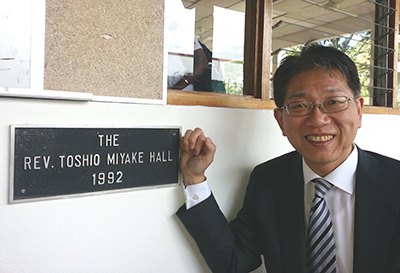 THE
REV. TOSHIO MIYAKE HALL
1992